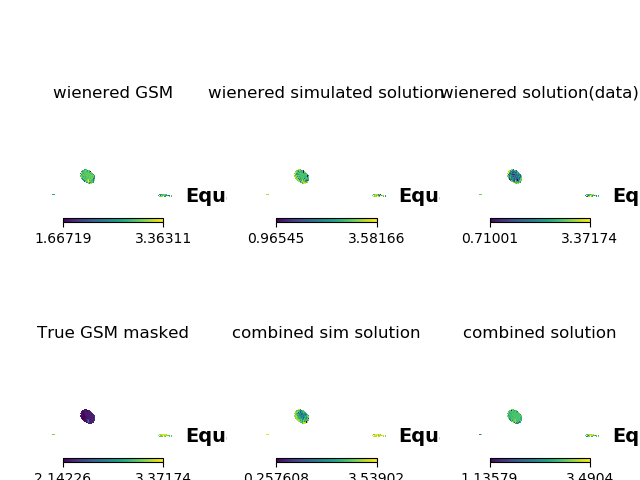 wienered GSM
wienered simulated solution
wienered solution(data)
Equ
Equ
Eq
1.66719 3.36311
0.96545 3.58166
0.71001 3.37174
True GSM masked
combined sim solution
combined solution
Equ
Equ
Eq
2.14226 3.37174
0.257608 3.53902
1.13579 3.4904